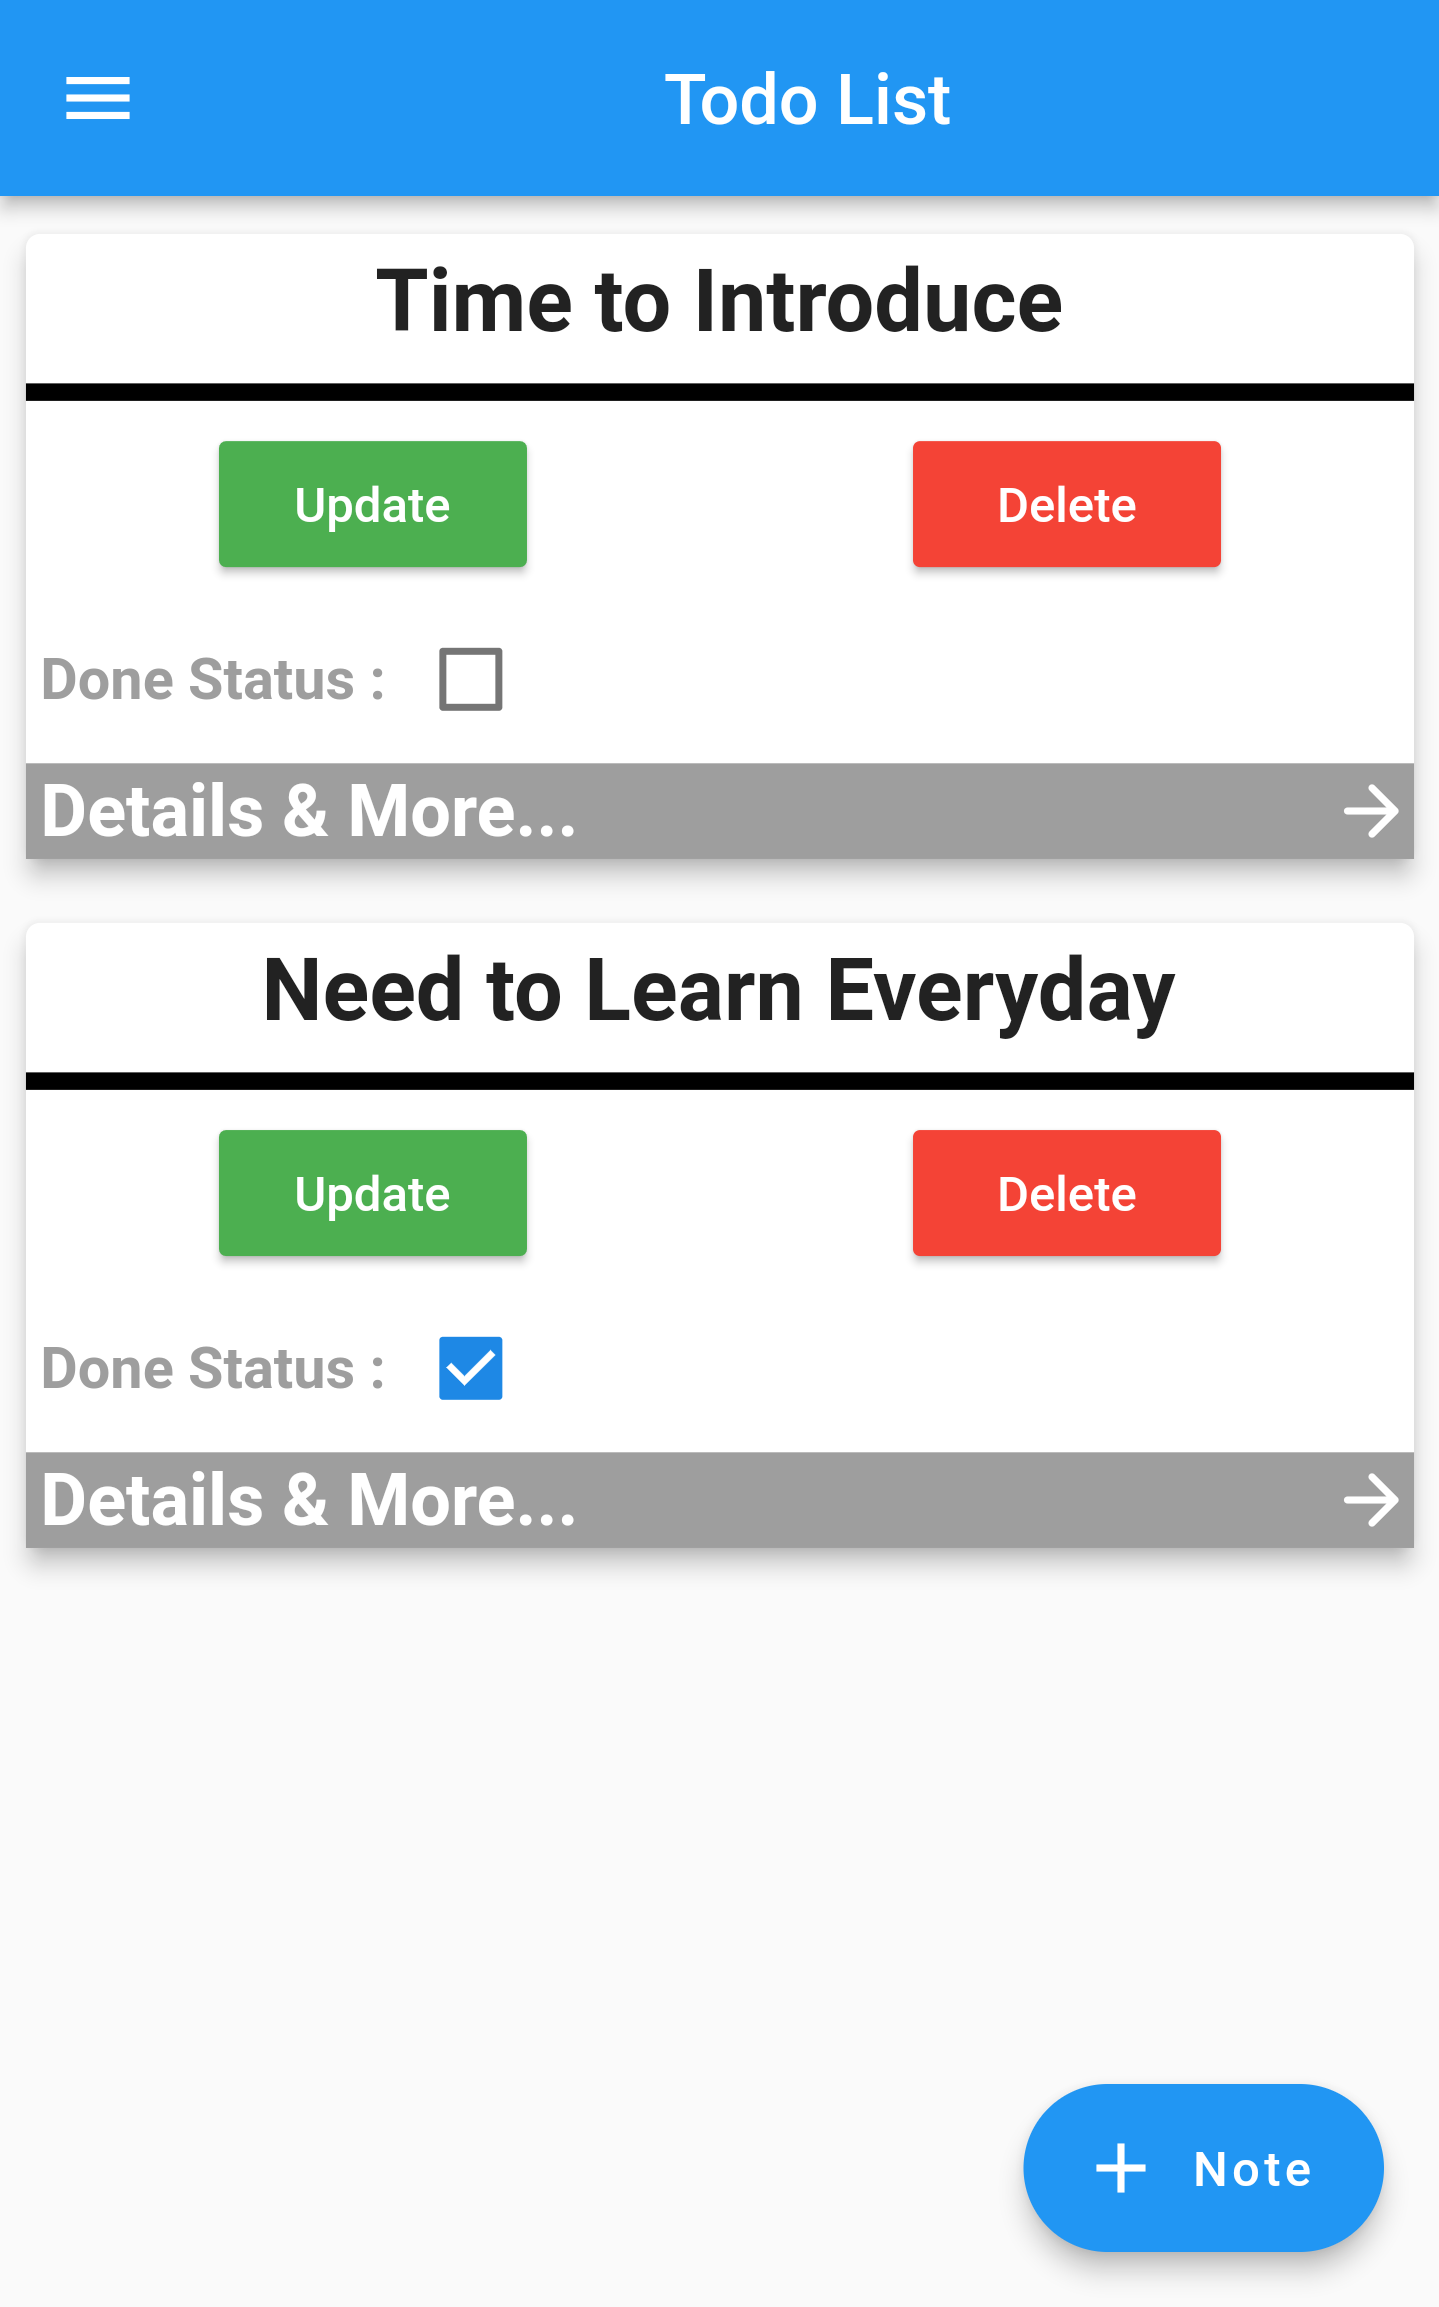 Todo List
Time to Introduce
Update Delete
Done Status :
Details & More...
Need to Learn Everyday
Update Delete
Done Status :
Details & More...
Note